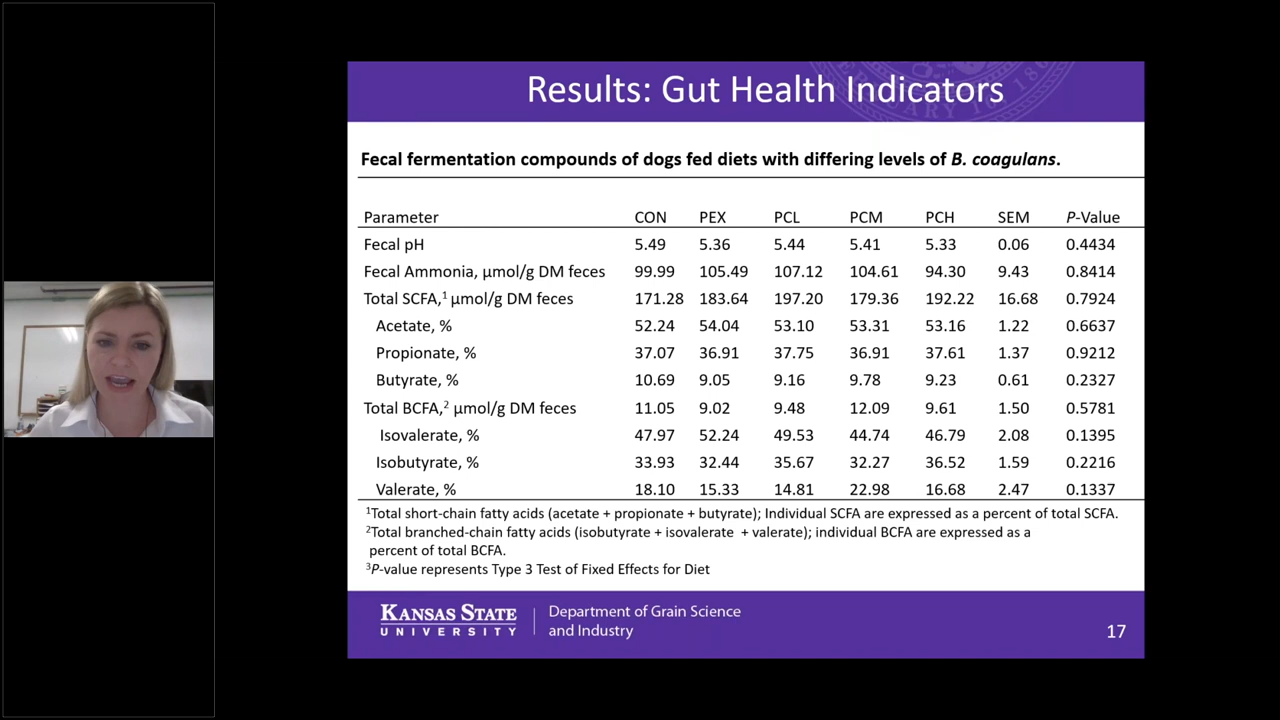 Results: Gut Health Indicators
Fecal fermentation compounds of dogs fed diets with differing levels of B. coagulans.
Parameter CON PEX PCL PCM PCH SEM P-Value
Fecal pH 5.49 5.36 5.44 5.41 5.33 0.06 0.4434
Fecal Ammonia, µmol/g DM feces 99.99 105.49 107.12 104.61 94.30 9.43 0.8414
Total SCFA,¹ µmol/g DM feces 171.28 183.64 197.20 179.36 192.22 16.68 0.7924
Acetate, % 52.24 54.04 53.10 53.31 53.16 1.22 0.6637
Propionate, % 37.07 36.91 37.75 36.91 37.61 1.37 0.9212
Butyrate, % 10.69 9.05 9.16 9.78 9.23 0.61 0.2327
Total BCFA,² µmol/g DM feces 11.05 9.02 9.48 12.09 9.61 1.50 0.5781
Isovalerate, % 47.97 52.24 49.53 44.74 46.79 2.08 0.1395
Isobutyrate, % 33.93 32.44 35.67 32.27 36.52 1.59 0.2216
Valerate, % 18.10 15.33 14.81 22.98 16.68 2.47 0.1337
¹Total short-chain fatty acids (acetate + propionate + butyrate); Individual SCFA are expressed as a percent of total SCFA.
²Total branched-chain fatty acids (isobutyrate + isovalerate + valerate); individual BCFA are expressed as a
percent of total BCFA.
³P-value represents Type 3 Test of Fixed Effects for Diet
KANSAS STATE
UNIVERSITY
Department of Grain Science
and Industry
17